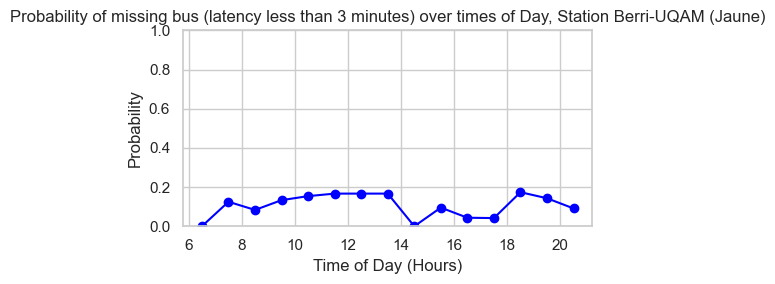 Probability of missing bus (latency less than 3 minutes) over times of Day, Station Berri-UQAM (Jaune)
1.0
0.8
0.6
0.4
0.2
0.0
Probability
6 8 10 12 14 16 18 20
Time of Day (Hours)